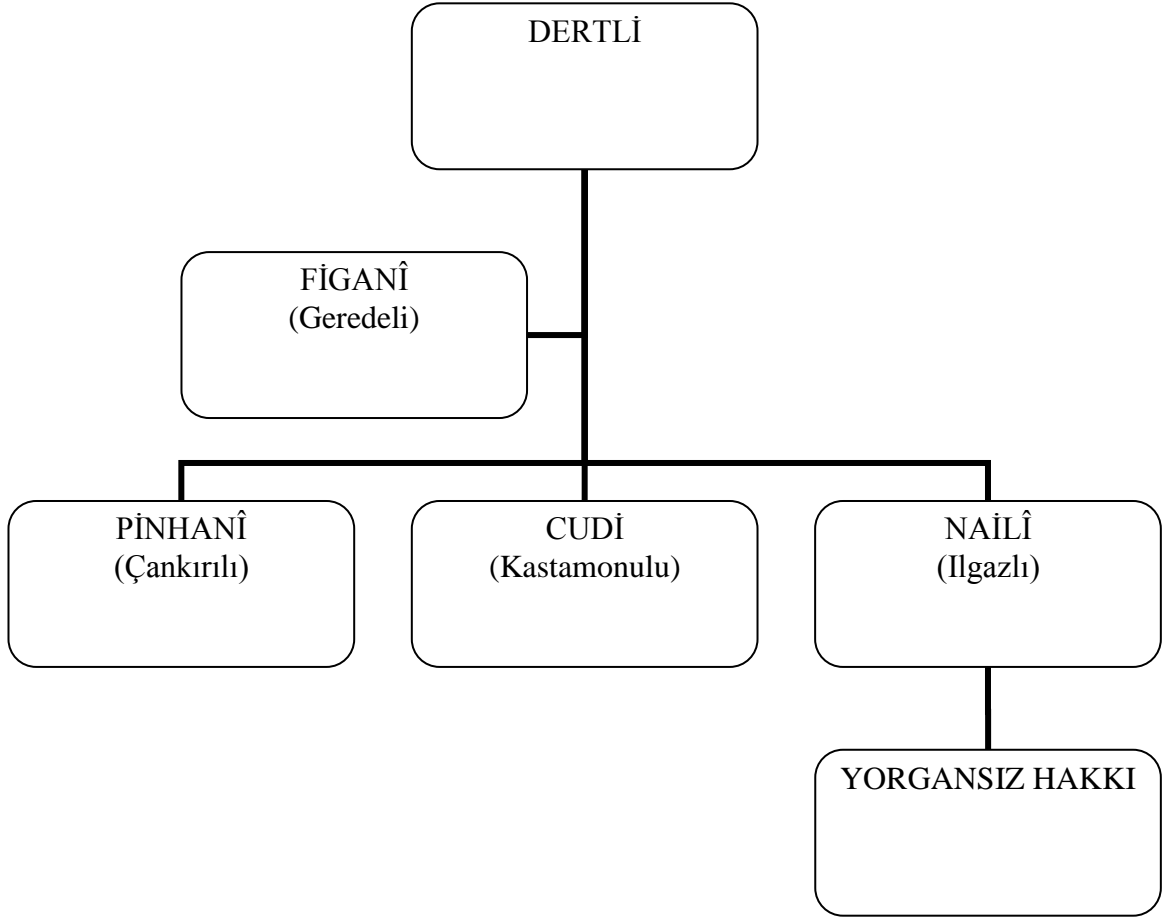 DERTLİ
FİGANÎ
(Geredeli)
PİNHANÎ
(Çankırılı)
CUDİ
(Kastamonulu)
NAİLÎ
(Ilgazlı)
YORGANSIZ HAKKI